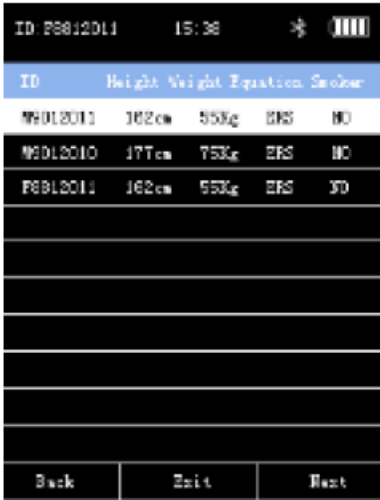 ID:F8812011 15:38
ID Height Weight Equation Smoker
M9012011 162cm 55Kg ERS NO
M9012010 177cm 75Kg ERS NO
F8812011 162cm 55Kg ERS NO
Back Exit Next